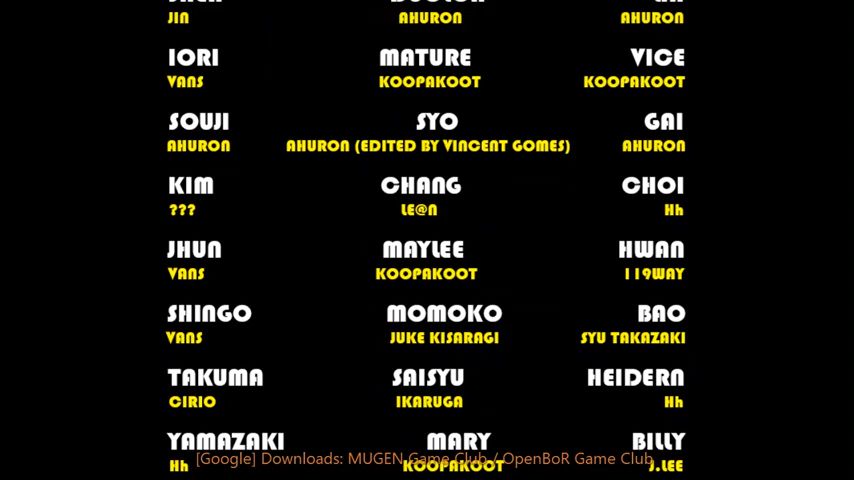 JIN AHURON AHURON
IORI MATURE VICE
VANS KOOPAKOOT KOOPAKOOT
SOUJI SYO GAI
AHURON AHURON (EDITED BY VINCENT GOMES) AHURON
KIM CHANG CHOI
??? LE@N Hh
JHUN MAYLEE HWAN
VANS KOOPAKOOT 119WAY
SHINGO MOMOKO BAO
VANS JUKE KISARAGI SYU TAKAZAKI
TAKUMA SAISYU HEIDERN
CIRIO IKARUGA Hh
YAMAZAKI MARY BILLY
Hh KOOPAKOOT J.LEE
[Google] Downloads: MUGEN Game Club / OpenBoR Game Club